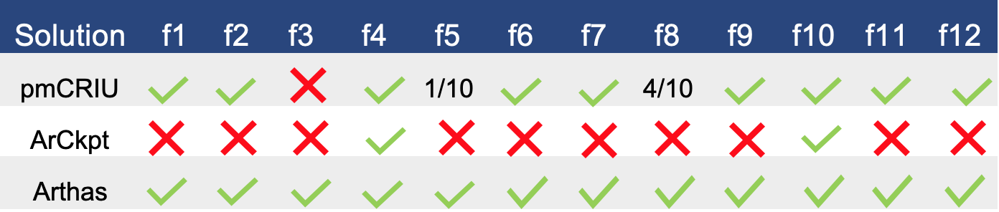 Solution f1 f2 f3 f4 f5 f6 f7 f8 f9 f10 f11 f12
pmCRIU 1/10 4/10
ArCkpt
Arthas